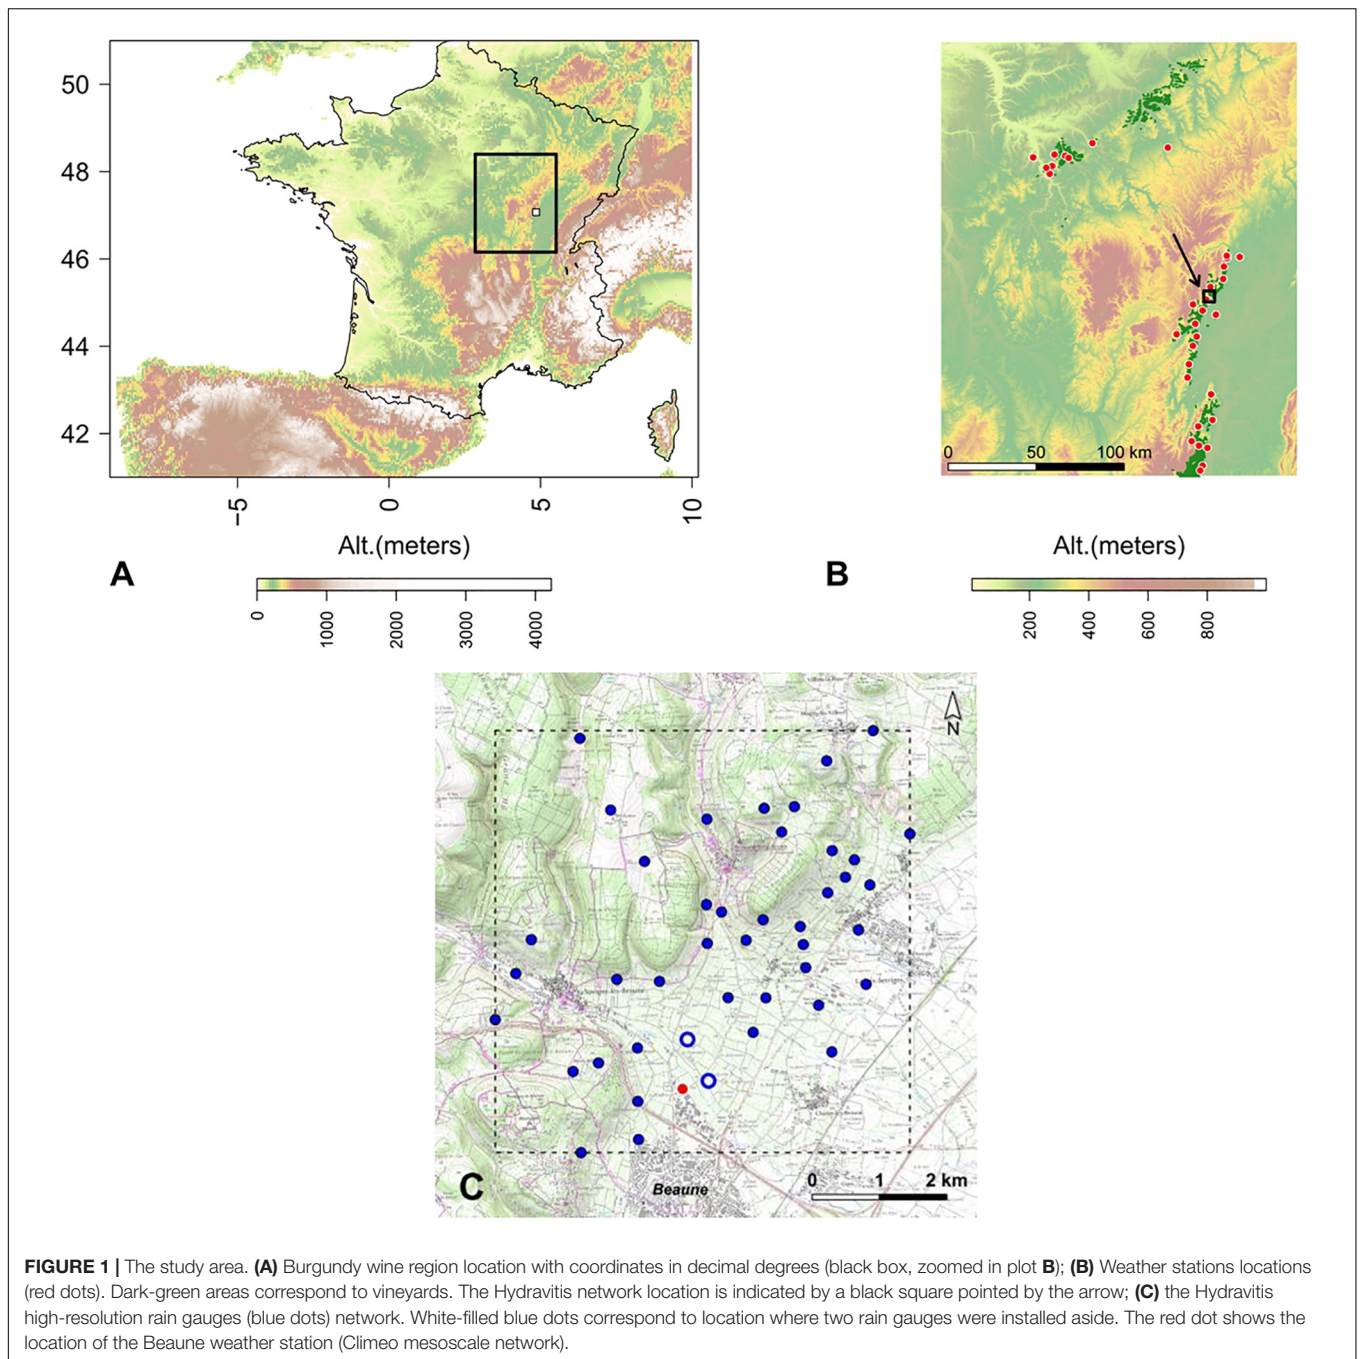 50
48
46
44
42
−5
0
5
10
Alt.(meters)
A
0
1000
2000
3000
4000
0 50 100 km
Alt.(meters)
B
200
400
600
800
N
Beaune
C
0 1 2 km
FIGURE 1 | The study area. (A) Burgundy wine region location with coordinates in decimal degrees (black box, zoomed in plot B); (B) Weather stations locations
(red dots). Dark-green areas correspond to vineyards. The Hydravitis network location is indicated by a black square pointed by the arrow; (C) the Hydravitis
high-resolution rain gauges (blue dots) network. White-filled blue dots correspond to location where two rain gauges were installed aside. The red dot shows the
location of the Beaune weather station (Climeo mesoscale network).